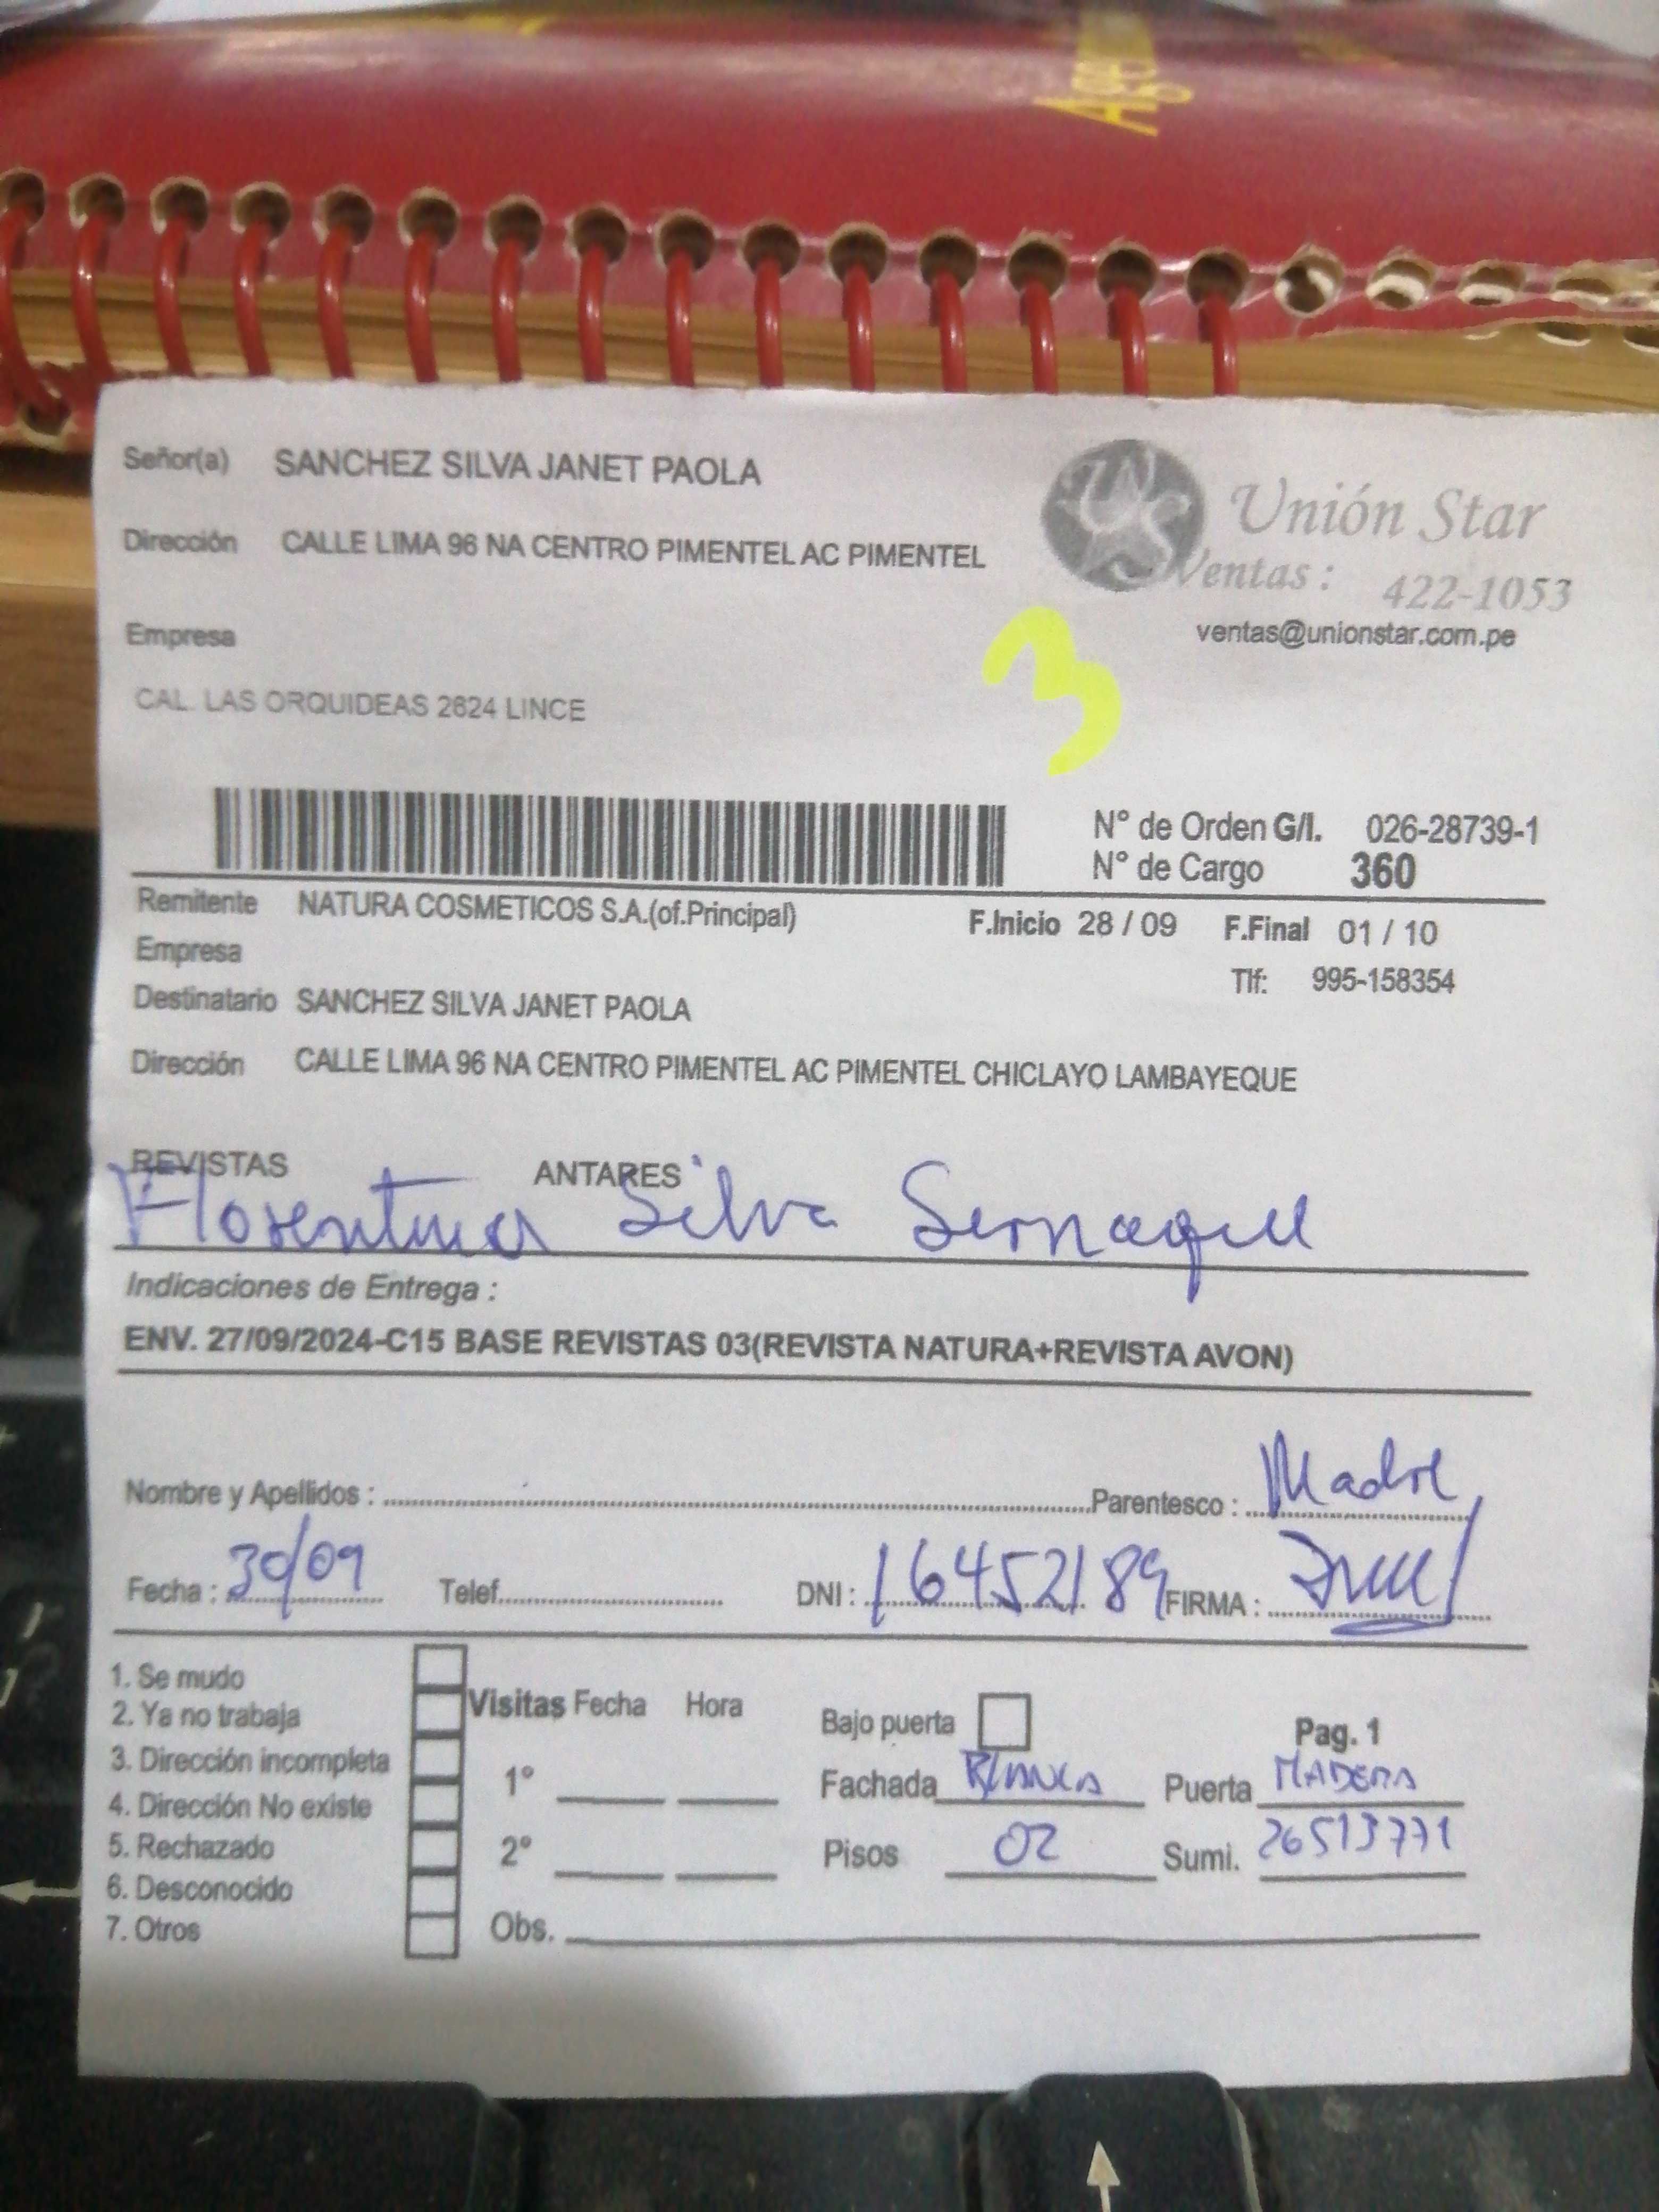 Señor(a) SANCHEZ SILVA JANET PAOLA
Dirección CALLE LIMA 96 NA CENTRO PIMENTEL AC PIMENTEL
Unión Star
Ventas : 422-1053
ventas@unionstar.com.pe
Empresa
3
CAL. LAS ORQUIDEAS 2624 LINCE
N° de Orden G/I. 026-28739-1
N° de Cargo 360
Remitente NATURA COSMETICOS S.A.(of.Principal) F.Inicio 28 / 09 F.Final 01 / 10
Empresa
Tlf: 995-158354
Destinatario SANCHEZ SILVA JANET PAOLA
Dirección CALLE LIMA 96 NA CENTRO PIMENTEL AC PIMENTEL CHICLAYO LAMBAYEQUE
REVISTAS ANTARES
Florentina Silva Sernaque
Indicaciones de Entrega :
ENV. 27/09/2024-C15 BASE REVISTAS 03(REVISTA NATURA+REVISTA AVON)
Nombre y Apellidos : Parentesco : Madre
Fecha : 30/09 Telef. DNI : 16452189 FIRMA :
1. Se mudo
2. Ya no trabaja
3. Dirección incompleta
4. Dirección No existe
5. Rechazado
6. Desconocido
7. Otros
Visitas Fecha Hora
1°
2°
Obs.
Bajo puerta Pag. 1
Fachada BLANCA Puerta MADERA
Pisos 02 Sumi. 26513771